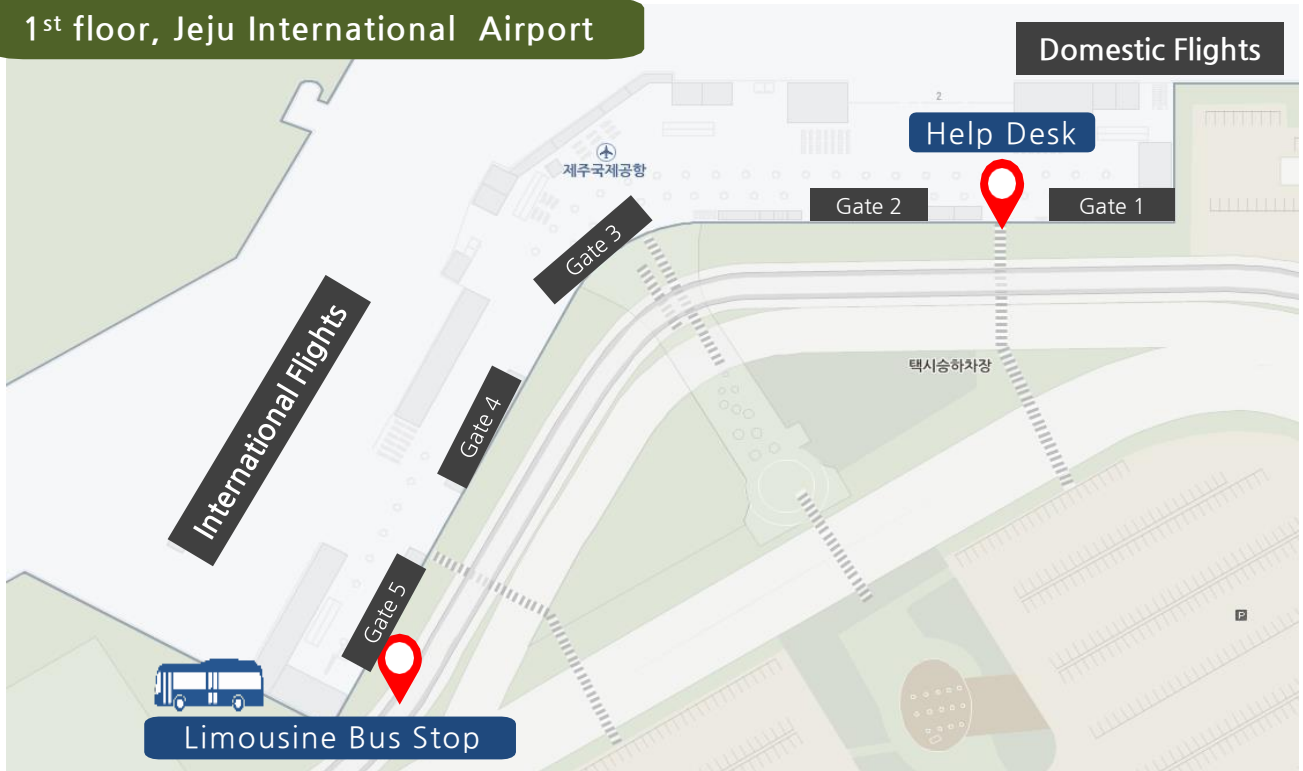 1st floor, Jeju International Airport
Domestic Flights
2
Help Desk
제주국제공항
Gate 2
Gate 1
Gate 3
International Flights
택시승하차장
Gate 4
Gate 5
P
Limousine Bus Stop